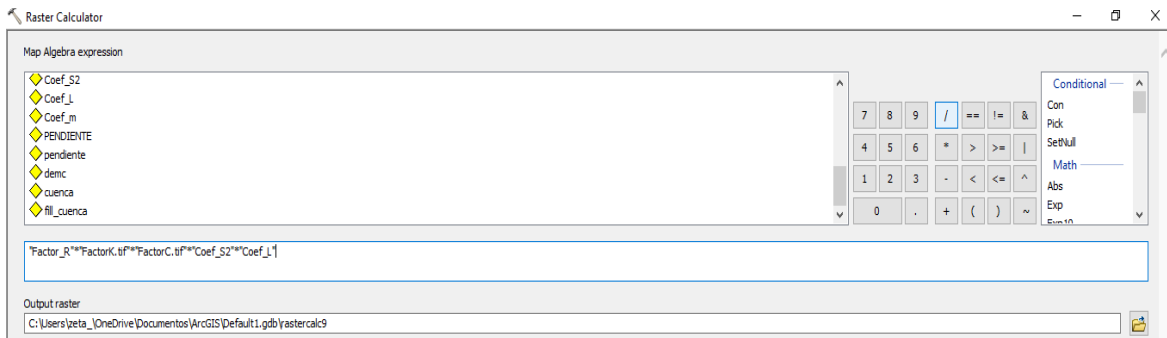 Raster Calculator
Map Algebra expression
Coef_S2
Coef_L
Coef_m
PENDIENTE
pendiente
demc
cuenca
fill_cuenca
7 8 9 / == != &
4 5 6 * > >= |
1 2 3 - < <= ^
0 . + ( ) ~
Conditional
Con
Pick
SetNull
Math
Abs
Exp
Exp10
"Factor_R"*"FactorK.tif"*"FactorC.tif"*"Coef_S2"*"Coef_L"
Output raster
C:\Users\zeta_\OneDrive\Documentos\ArcGIS\Default1.gdb\rastercalc9